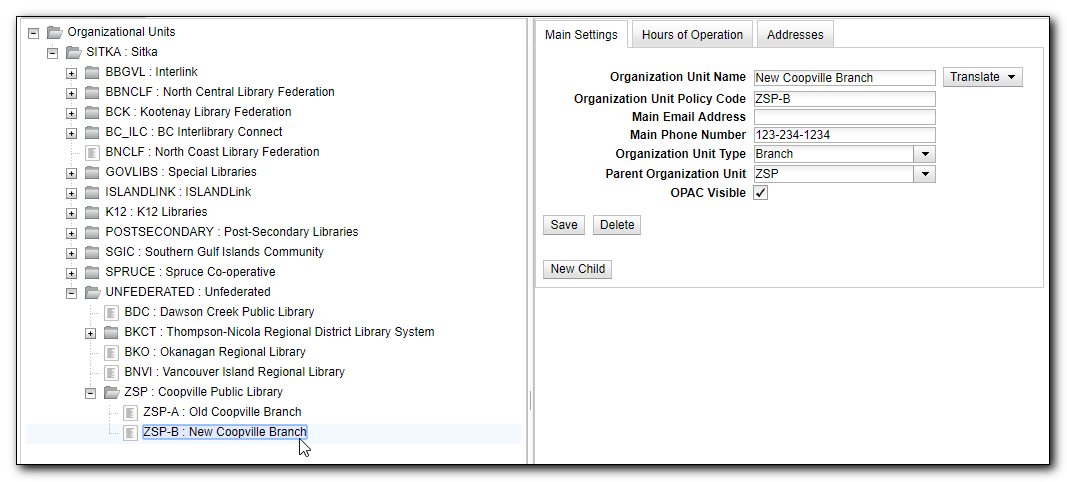 Organizational Units
SITKA : Sitka
BBGVL : Interlink
BBNCLF : North Central Library Federation
BCK : Kootenay Library Federation
BC_ILC : BC Interlibrary Connect
BNCLF : North Coast Library Federation
GOVLIBS : Special Libraries
ISLANDLINK : ISLANDLink
K12 : K12 Libraries
POSTSECONDARY : Post-Secondary Libraries
SGIC : Southern Gulf Islands Community
SPRUCE : Spruce Co-operative
UNFEDERATED : Unfederated
BDC : Dawson Creek Public Library
BKCT : Thompson-Nicola Regional District Library System
BKO : Okanagan Regional Library
BNVI : Vancouver Island Regional Library
ZSP : Coopville Public Library
ZSP-A : Old Coopville Branch
ZSP-B : New Coopville Branch
Main Settings Hours of Operation Addresses
Organization Unit Name New Coopville Branch Translate
Organization Unit Policy Code ZSP-B
Main Email Address
Main Phone Number 123-234-1234
Organization Unit Type Branch
Parent Organization Unit ZSP
OPAC Visible
Save Delete
New Child